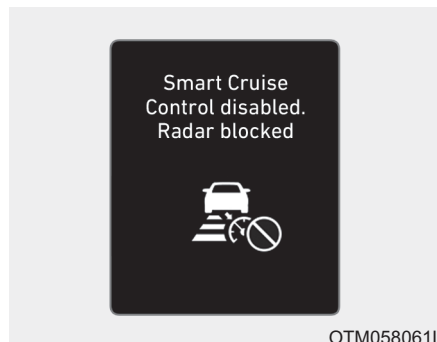 Smart Cruise
Control disabled.
Radar blocked
OTM058061L